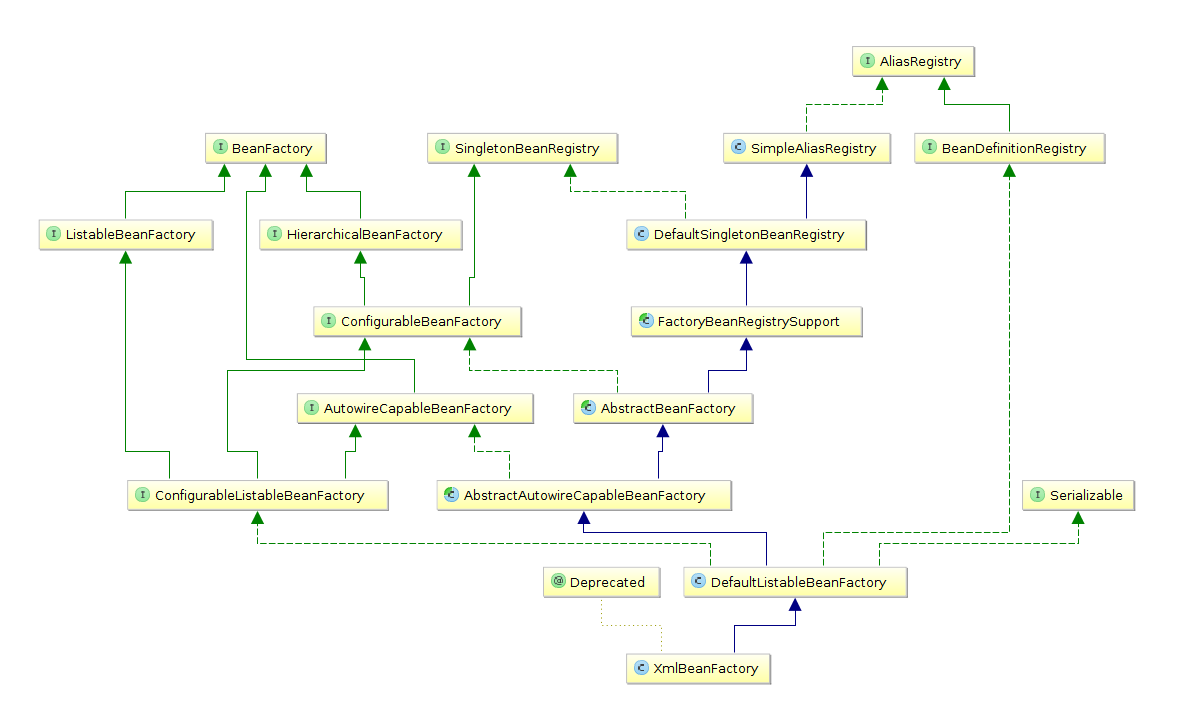 I AliasRegistry
I BeanFactory
I SingletonBeanRegistry
C SimpleAliasRegistry
I BeanDefinitionRegistry
I ListableBeanFactory
I HierarchicalBeanFactory
C DefaultSingletonBeanRegistry
I ConfigurableBeanFactory
C FactoryBeanRegistrySupport
I AutowireCapableBeanFactory
C AbstractBeanFactory
I ConfigurableListableBeanFactory
C AbstractAutowireCapableBeanFactory
I Serializable
@ Deprecated
C DefaultListableBeanFactory
C XmlBeanFactory